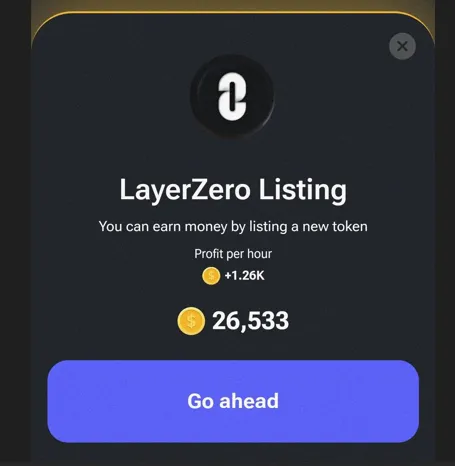 LayerZero Listing
You can earn money by listing a new token
Profit per hour
+1.26K
26,533
Go ahead